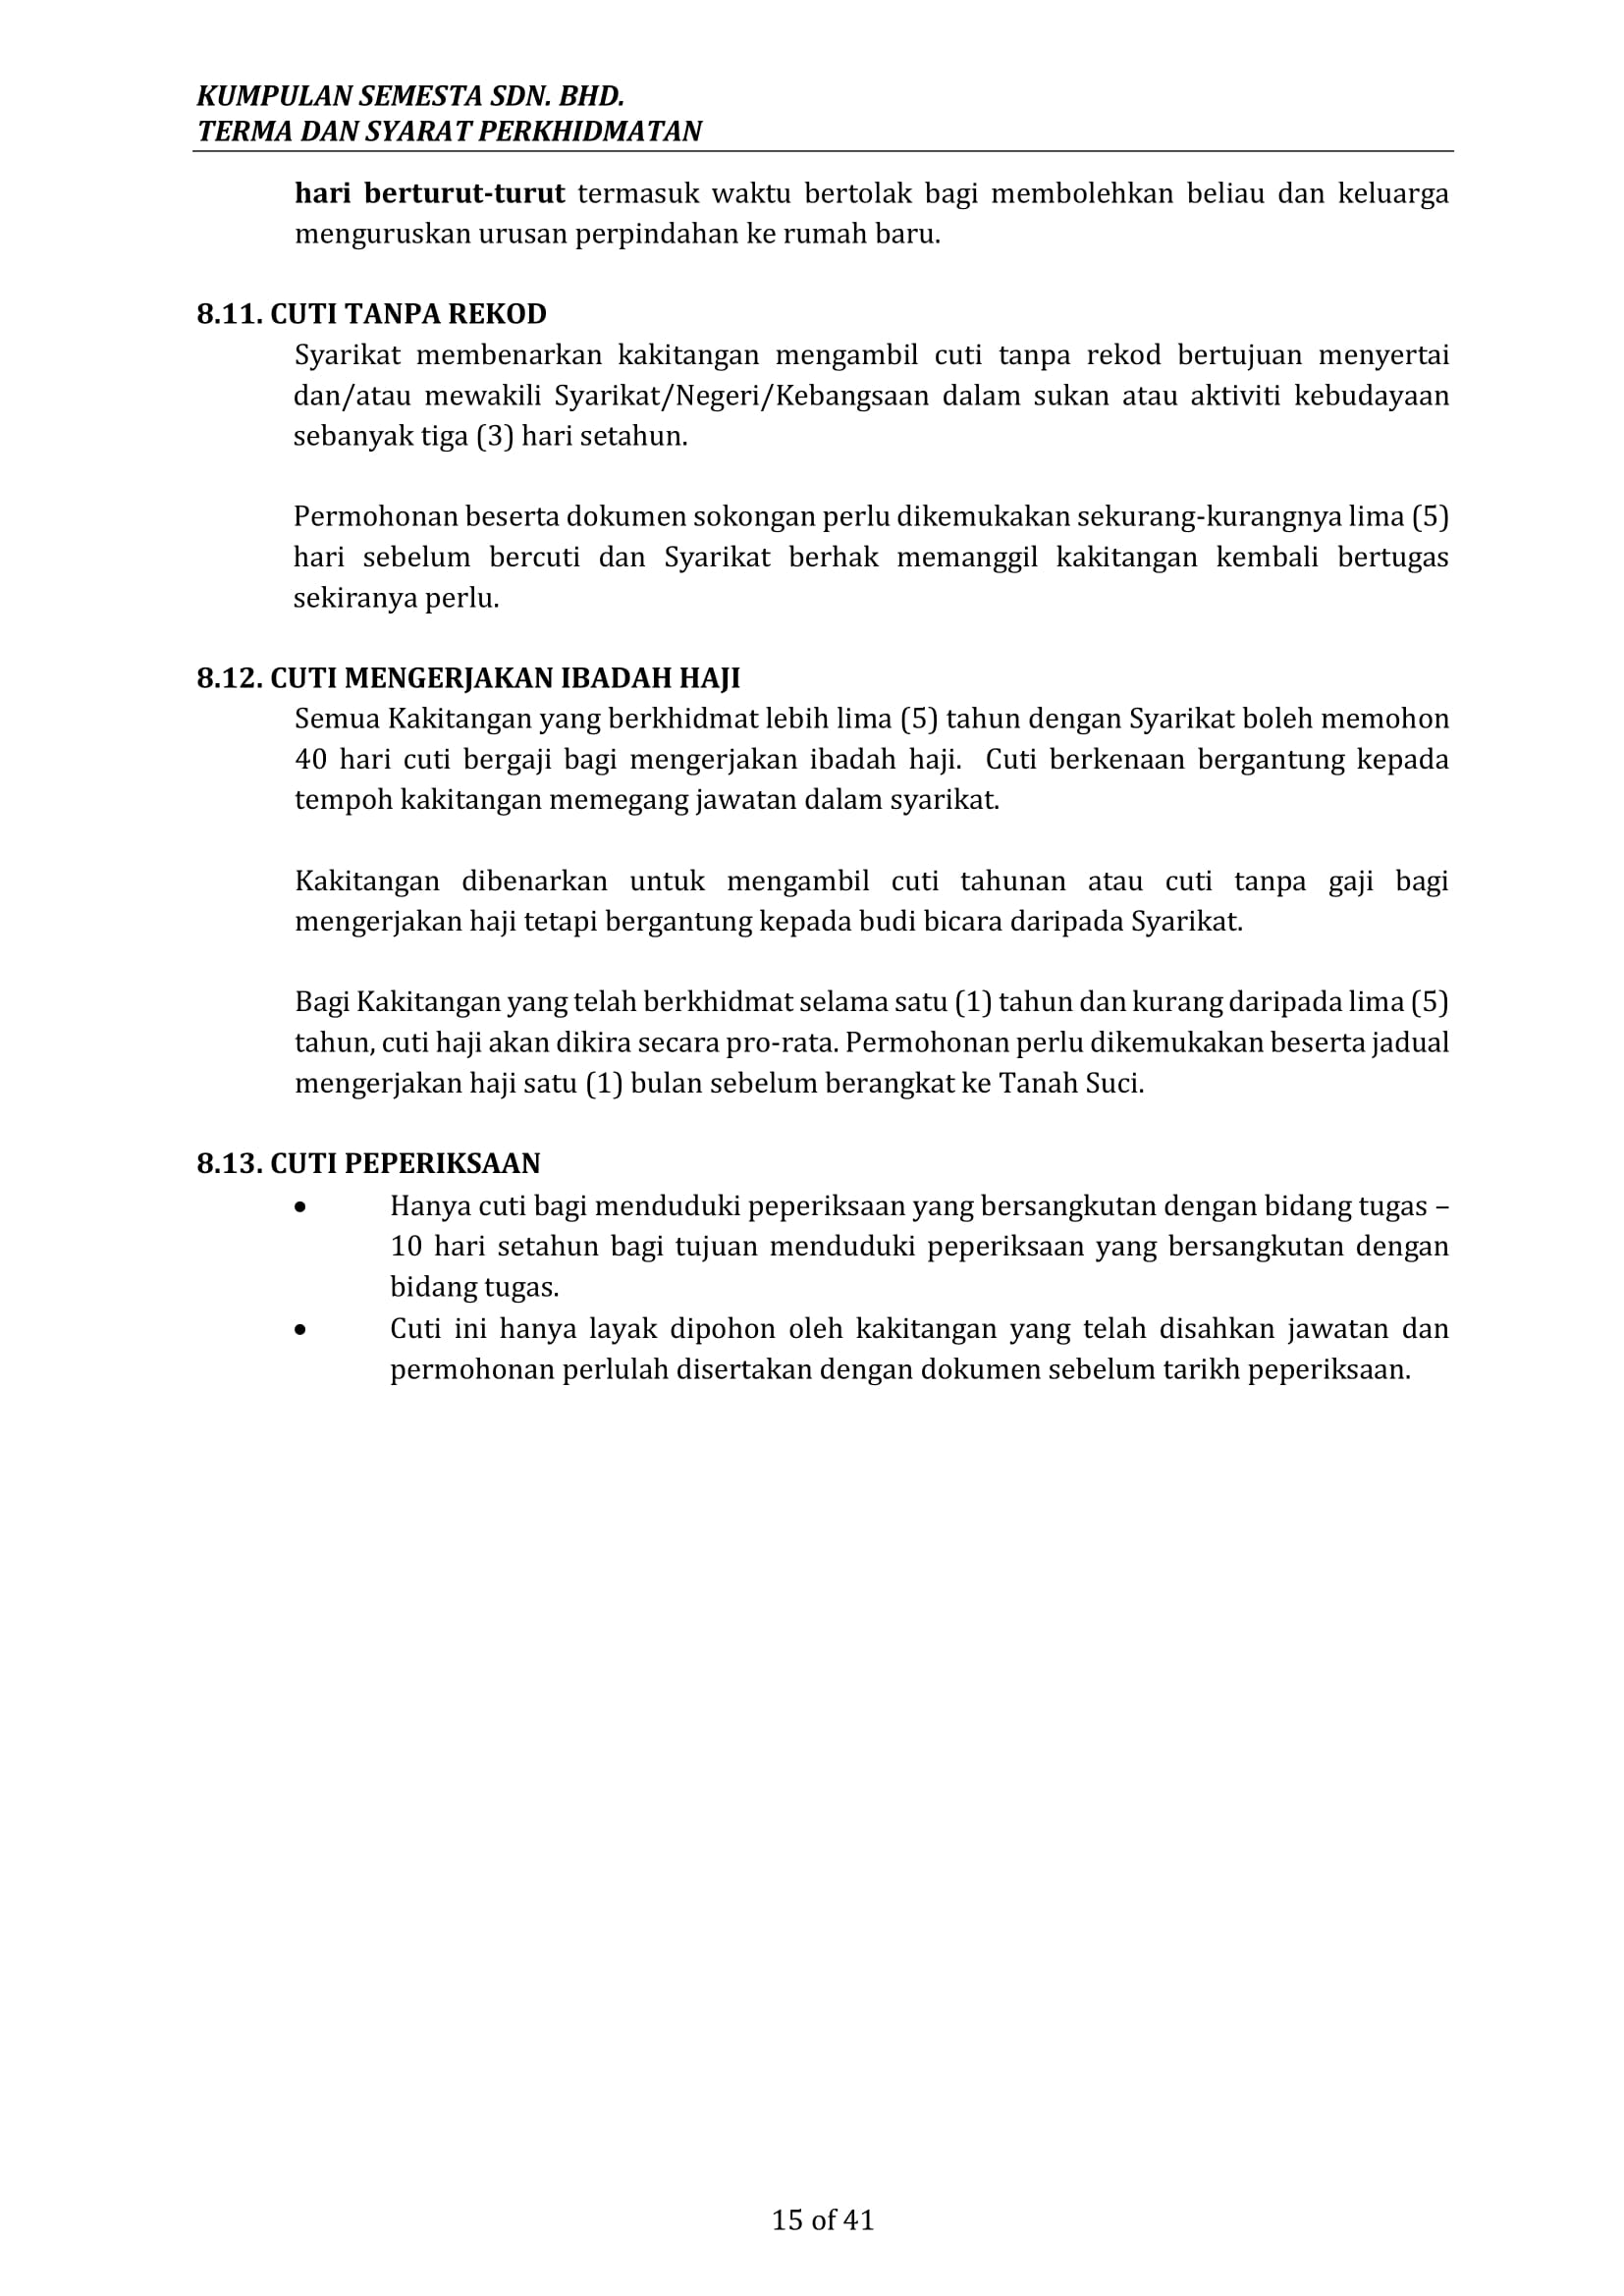 KUMPULAN SEMESTA SDN. BHD.
TERMA DAN SYARAT PERKHIDMATAN
hari berturut-turut termasuk waktu bertolak bagi membolehkan beliau dan keluarga
menguruskan urusan perpindahan ke rumah baru.
8.11. CUTI TANPA REKOD
Syarikat membenarkan kakitangan mengambil cuti tanpa rekod bertujuan menyertai
dan/atau mewakili Syarikat/Negeri/Kebangsaan dalam sukan atau aktiviti kebudayaan
sebanyak tiga (3) hari setahun.
Permohonan beserta dokumen sokongan perlu dikemukakan sekurang-kurangnya lima (5)
hari sebelum bercuti dan Syarikat berhak memanggil kakitangan kembali bertugas
sekiranya perlu.
8.12. CUTI MENGERJAKAN IBADAH HAJI
Semua Kakitangan yang berkhidmat lebih lima (5) tahun dengan Syarikat boleh memohon
40 hari cuti bergaji bagi mengerjakan ibadah haji.  Cuti berkenaan bergantung kepada
tempoh kakitangan memegang jawatan dalam syarikat.
Kakitangan dibenarkan untuk mengambil cuti tahunan atau cuti tanpa gaji bagi
mengerjakan haji tetapi bergantung kepada budi bicara daripada Syarikat.
Bagi Kakitangan yang telah berkhidmat selama satu (1) tahun dan kurang daripada lima (5)
tahun, cuti haji akan dikira secara pro-rata. Permohonan perlu dikemukakan beserta jadual
mengerjakan haji satu (1) bulan sebelum berangkat ke Tanah Suci.
8.13. CUTI PEPERIKSAAN
• Hanya cuti bagi menduduki peperiksaan yang bersangkutan dengan bidang tugas –
10 hari setahun bagi tujuan menduduki peperiksaan yang bersangkutan dengan
bidang tugas.
• Cuti ini hanya layak dipohon oleh kakitangan yang telah disahkan jawatan dan
permohonan perlulah disertakan dengan dokumen sebelum tarikh peperiksaan.
15 of 41